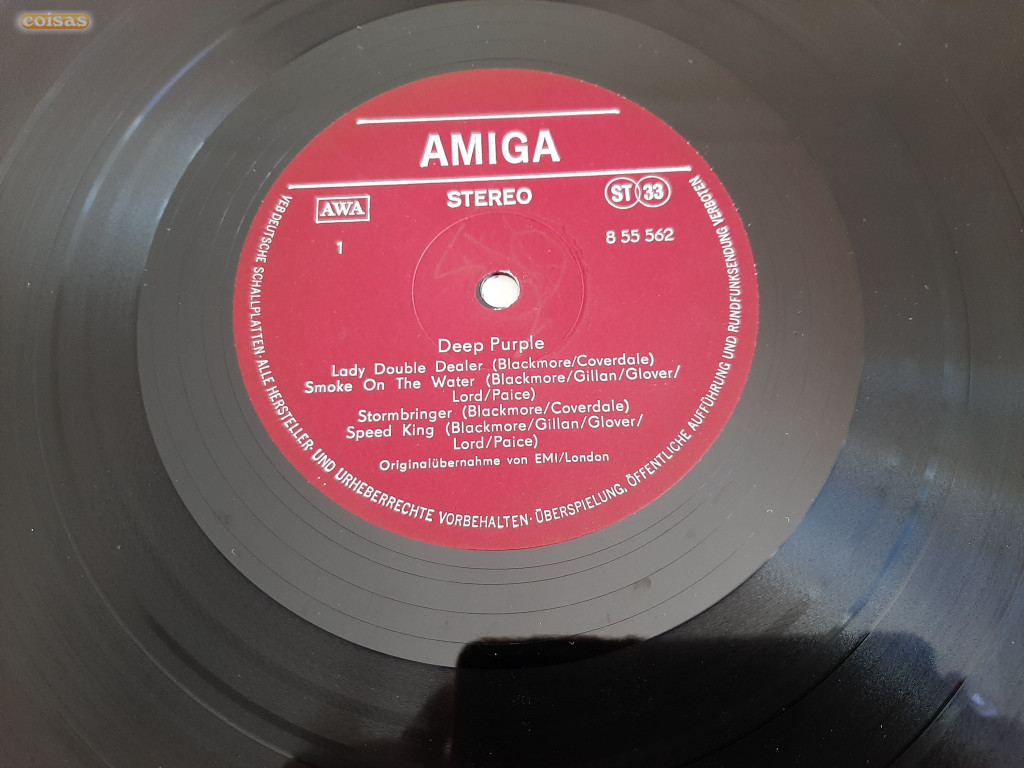 coisas
AMIGA
AWA
STEREO
ST 33
1
8 55 562
Deep Purple
Lady Double Dealer (Blackmore/Coverdale)
Smoke On The Water (Blackmore/Gillan/Glover/
Lord/Paice)
Stormbringer (Blackmore/Coverdale)
Speed King (Blackmore/Gillan/Glover/
Lord/Paice)
Originalübernahme von EMI/London
VEB DEUTSCHE SCHALLPLATTEN · ALLE HERSTELLER- UND URHEBERRECHTE VORBEHALTEN · ÜBERSPIELUNG, ÖFFENTLICHE AUFFÜHRUNG UND RUNDFUNKSENDUNG VERBOTEN